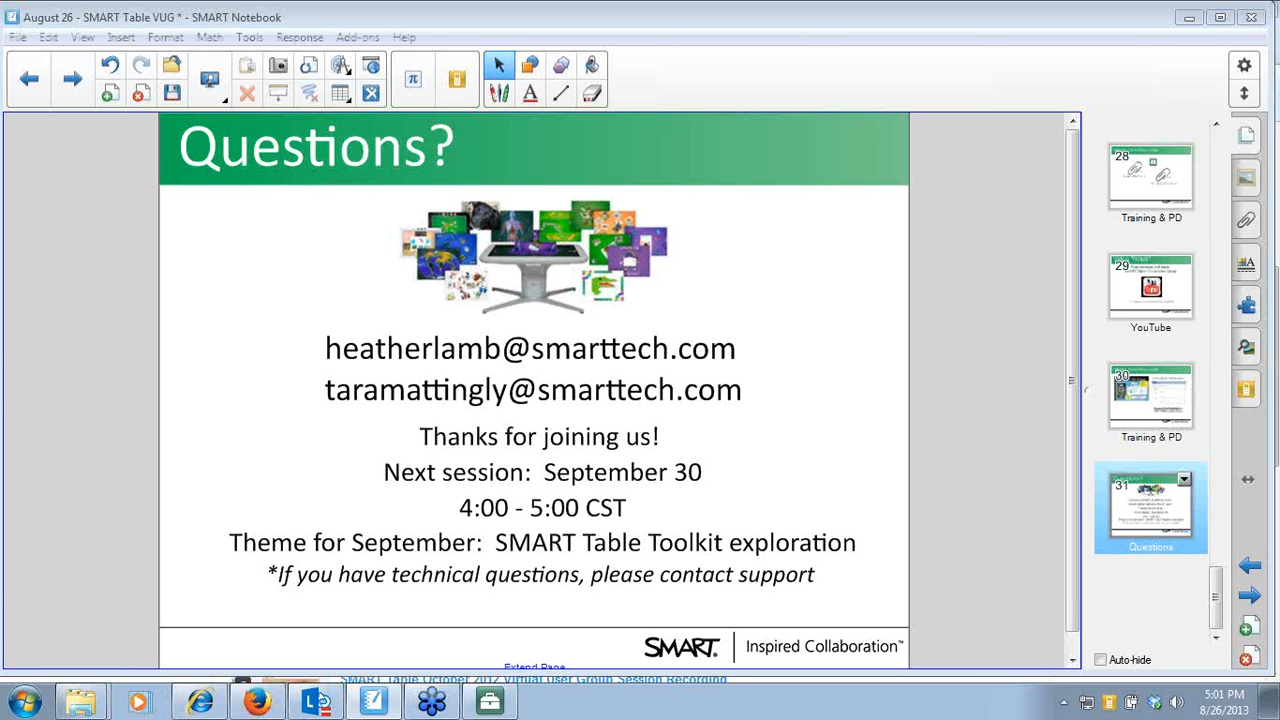 August 26 - SMART Table VUG * - SMART Notebook
File Edit View Insert Format Math Tools Response Add-ons Help
Questions?
heatherlamb@smarttech.com
taramattingly@smarttech.com
Thanks for joining us!
Next session: September 30
4:00 - 5:00 CST
Theme for September: SMART Table Toolkit exploration
*If you have technical questions, please contact support
SMART Inspired Collaboration™
Extend Page
SMART Table October 2012 Virtual User Group Session Recording
28
Training & PD
29
YouTube
30
Training & PD
31
Questions
Auto-hide
5:01 PM
8/26/2013